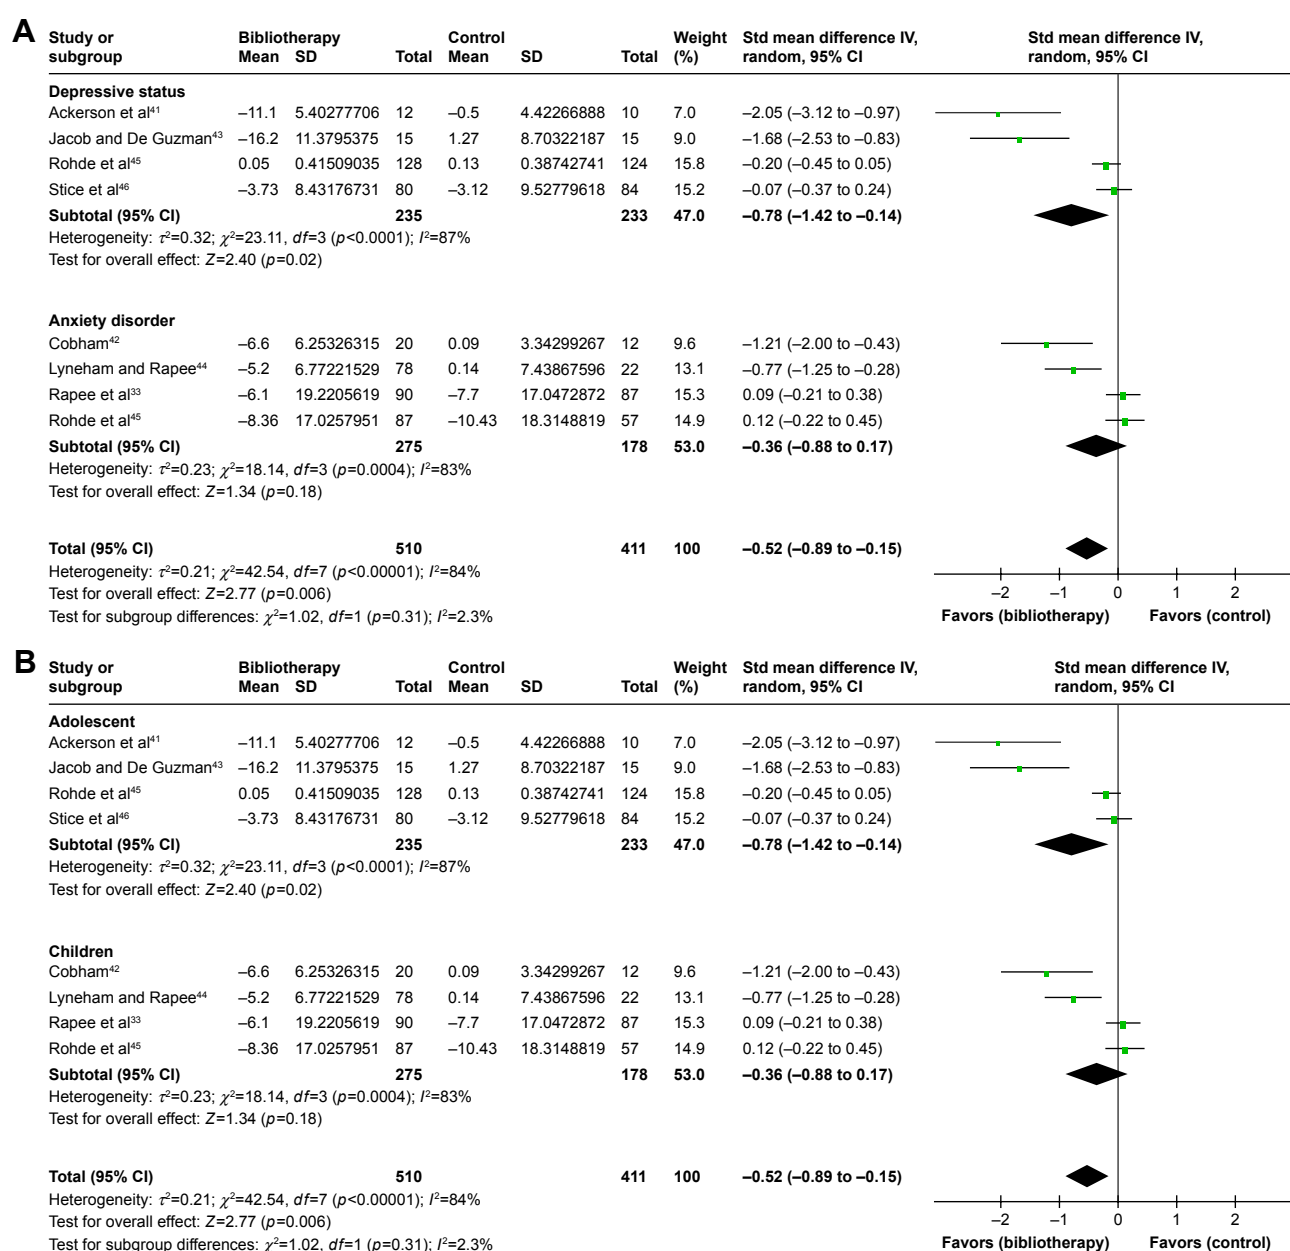 A
Study or Bibliotherapy Control Weight Std mean difference IV, Std mean difference IV,
subgroup Mean SD Total Mean SD Total (%) random, 95% CI random, 95% CI
Depressive status
Ackerson et al⁴¹ –11.1 5.40277706 12 –0.5 4.42266888 10 7.0 –2.05 (–3.12 to –0.97)
Jacob and De Guzman⁴³ –16.2 11.3795375 15 1.27 8.70322187 15 9.0 –1.68 (–2.53 to –0.83)
Rohde et al⁴⁵ 0.05 0.41509035 128 0.13 0.38742741 124 15.8 –0.20 (–0.45 to 0.05)
Stice et al⁴⁶ –3.73 8.43176731 80 –3.12 9.52779618 84 15.2 –0.07 (–0.37 to 0.24)
Subtotal (95% CI) 235 233 47.0 –0.78 (–1.42 to –0.14)
Heterogeneity: τ²=0.32; χ²=23.11, df=3 (p<0.0001); I²=87%
Test for overall effect: Z=2.40 (p=0.02)
Anxiety disorder
Cobham⁴² –6.6 6.25326315 20 0.09 3.34299267 12 9.6 –1.21 (–2.00 to –0.43)
Lyneham and Rapee⁴⁴ –5.2 6.77221529 78 0.14 7.43867596 22 13.1 –0.77 (–1.25 to –0.28)
Rapee et al³³ –6.1 19.2205619 90 –7.7 17.0472872 87 15.3 0.09 (–0.21 to 0.38)
Rohde et al⁴⁵ –8.36 17.0257951 87 –10.43 18.3148819 57 14.9 0.12 (–0.22 to 0.45)
Subtotal (95% CI) 275 178 53.0 –0.36 (–0.88 to 0.17)
Heterogeneity: τ²=0.23; χ²=18.14, df=3 (p=0.0004); I²=83%
Test for overall effect: Z=1.34 (p=0.18)
Total (95% CI) 510 411 100 –0.52 (–0.89 to –0.15)
Heterogeneity: τ²=0.21; χ²=42.54, df=7 (p<0.00001); I²=84%
Test for overall effect: Z=2.77 (p=0.006)
Test for subgroup differences: χ²=1.02, df=1 (p=0.31); I²=2.3%
–2 –1 0 1 2
Favors (bibliotherapy) Favors (control)
B
Study or Bibliotherapy Control Weight Std mean difference IV, Std mean difference IV,
subgroup Mean SD Total Mean SD Total (%) random, 95% CI random, 95% CI
Adolescent
Ackerson et al⁴¹ –11.1 5.40277706 12 –0.5 4.42266888 10 7.0 –2.05 (–3.12 to –0.97)
Jacob and De Guzman⁴³ –16.2 11.3795375 15 1.27 8.70322187 15 9.0 –1.68 (–2.53 to –0.83)
Rohde et al⁴⁵ 0.05 0.41509035 128 0.13 0.38742741 124 15.8 –0.20 (–0.45 to 0.05)
Stice et al⁴⁶ –3.73 8.43176731 80 –3.12 9.52779618 84 15.2 –0.07 (–0.37 to 0.24)
Subtotal (95% CI) 235 233 47.0 –0.78 (–1.42 to –0.14)
Heterogeneity: τ²=0.32; χ²=23.11, df=3 (p<0.0001); I²=87%
Test for overall effect: Z=2.40 (p=0.02)
Children
Cobham⁴² –6.6 6.25326315 20 0.09 3.34299267 12 9.6 –1.21 (–2.00 to –0.43)
Lyneham and Rapee⁴⁴ –5.2 6.77221529 78 0.14 7.43867596 22 13.1 –0.77 (–1.25 to –0.28)
Rapee et al³³ –6.1 19.2205619 90 –7.7 17.0472872 87 15.3 0.09 (–0.21 to 0.38)
Rohde et al⁴⁵ –8.36 17.0257951 87 –10.43 18.3148819 57 14.9 0.12 (–0.22 to 0.45)
Subtotal (95% CI) 275 178 53.0 –0.36 (–0.88 to 0.17)
Heterogeneity: τ²=0.23; χ²=18.14, df=3 (p=0.0004); I²=83%
Test for overall effect: Z=1.34 (p=0.18)
Total (95% CI) 510 411 100 –0.52 (–0.89 to –0.15)
Heterogeneity: τ²=0.21; χ²=42.54, df=7 (p<0.00001); I²=84%
Test for overall effect: Z=2.77 (p=0.006)
Test for subgroup differences: χ²=1.02, df=1 (p=0.31); I²=2.3%
–2 –1 0 1 2
Favors (bibliotherapy) Favors (control)